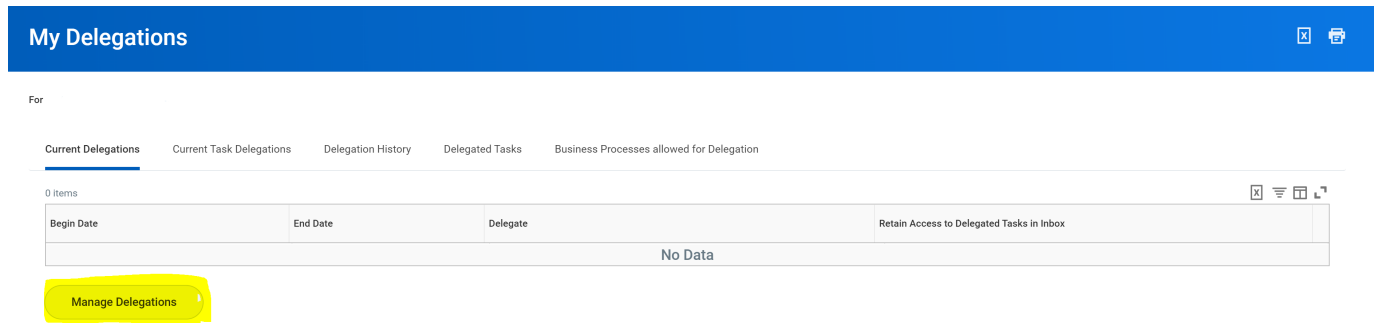 My Delegations
For
Current Delegations Current Task Delegations Delegation History Delegated Tasks Business Processes allowed for Delegation
0 items
Begin Date End Date Delegate Retain Access to Delegated Tasks in Inbox
No Data
Manage Delegations